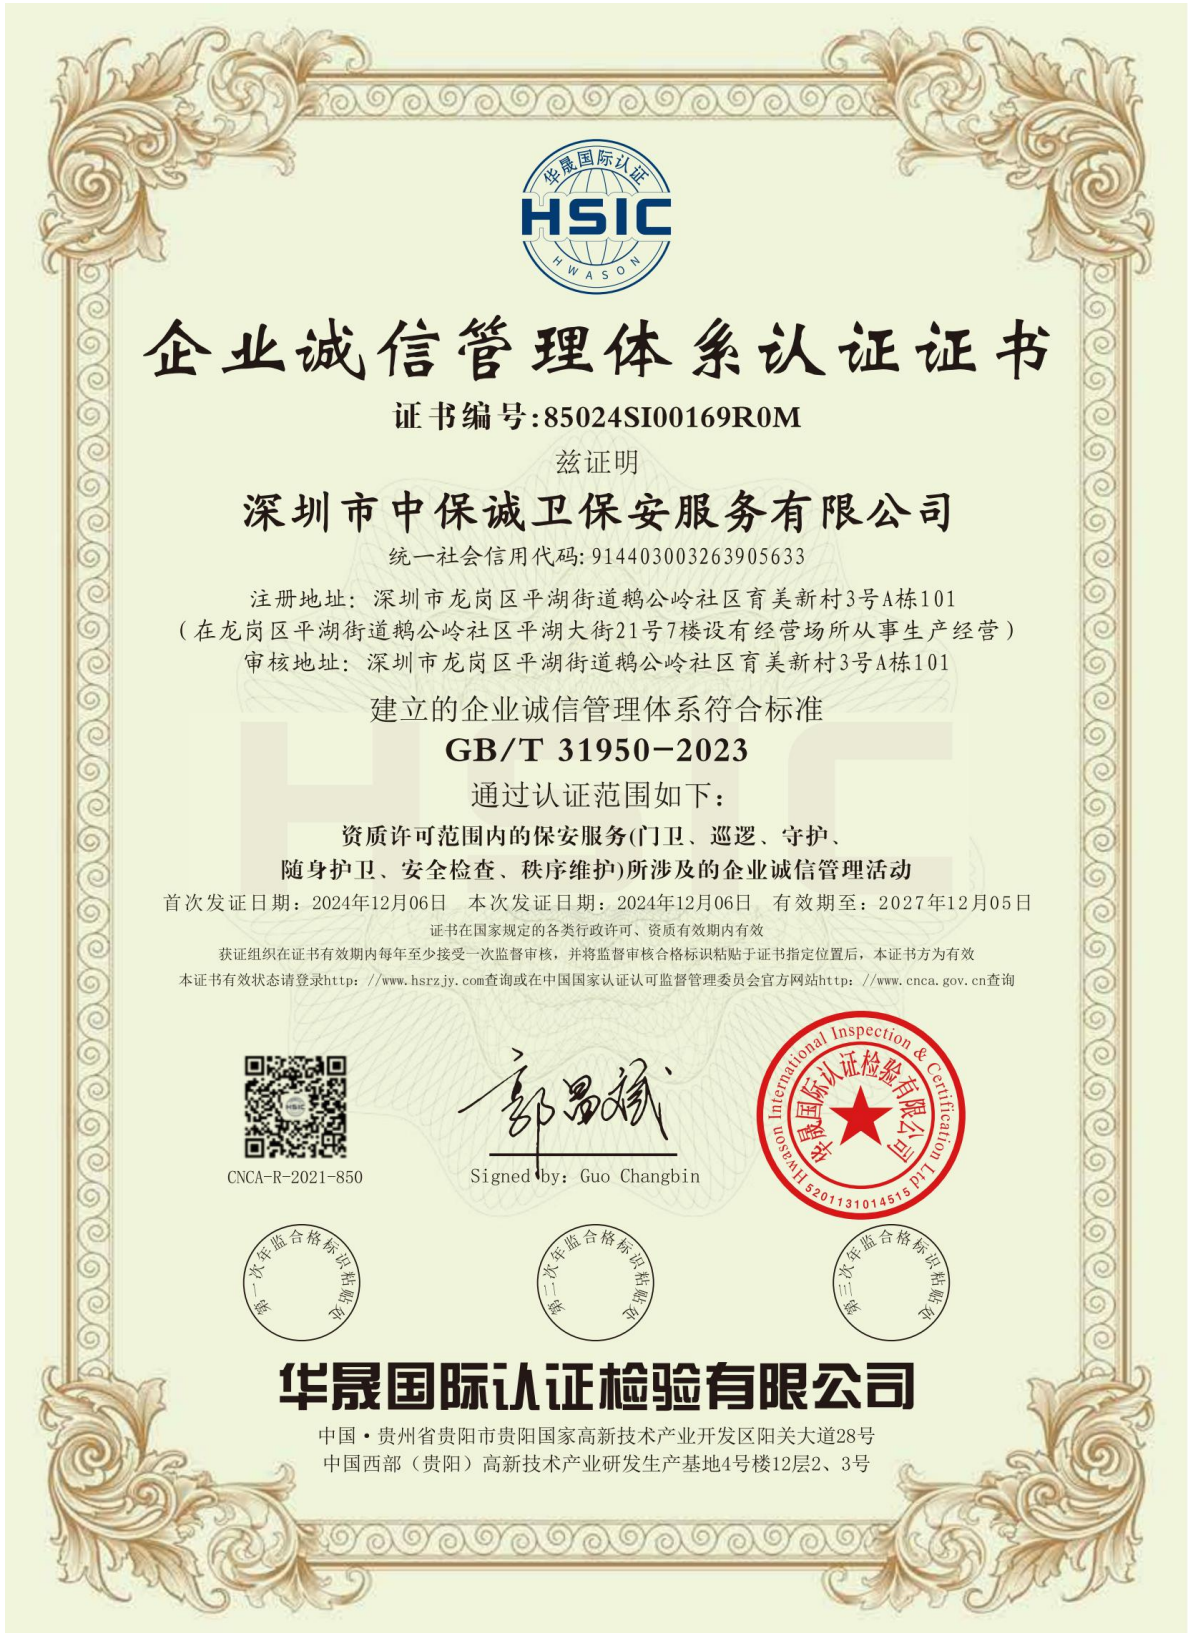 华晟国际认证
HSIC
HWASON
企业诚信管理体系认证证书
证书编号:85024SI00169R0M
兹证明
深圳市中保诚卫保安服务有限公司
统一社会信用代码:914403003263905633
注册地址：深圳市龙岗区平湖街道鹅公岭社区育美新村3号A栋101
（在龙岗区平湖街道鹅公岭社区平湖大街21号7楼设有经营场所从事生产经营）
审核地址：深圳市龙岗区平湖街道鹅公岭社区育美新村3号A栋101
建立的企业诚信管理体系符合标准
GB/T 31950-2023
通过认证范围如下：
资质许可范围内的保安服务(门卫、巡逻、守护、
随身护卫、安全检查、秩序维护)所涉及的企业诚信管理活动
首次发证日期：2024年12月06日 本次发证日期：2024年12月06日 有效期至：2027年12月05日
证书在国家规定的各类行政许可、资质有效期内有效
获证组织在证书有效期内每年至少接受一次监督审核，并将监督审核合格标识粘贴于证书指定位置后，本证书方为有效
本证书有效状态请登录http：//www.hsrzjy.com查询或在中国国家认证认可监督管理委员会官方网站http：//www.cnca.gov.cn查询
HSIC
CNCA-R-2021-850
郭昌斌
Signed by：Guo Changbin
Hwason International Inspection & Certification Ltd
华晟国际认证检验有限公司
5201131014515
第一次年监合格标识粘贴处
第二次年监合格标识粘贴处
第三次年监合格标识粘贴处
华晟国际认证检验有限公司
中国·贵州省贵阳市贵阳国家高新技术产业开发区阳关大道28号
中国西部（贵阳）高新技术产业研发生产基地4号楼12层2、3号